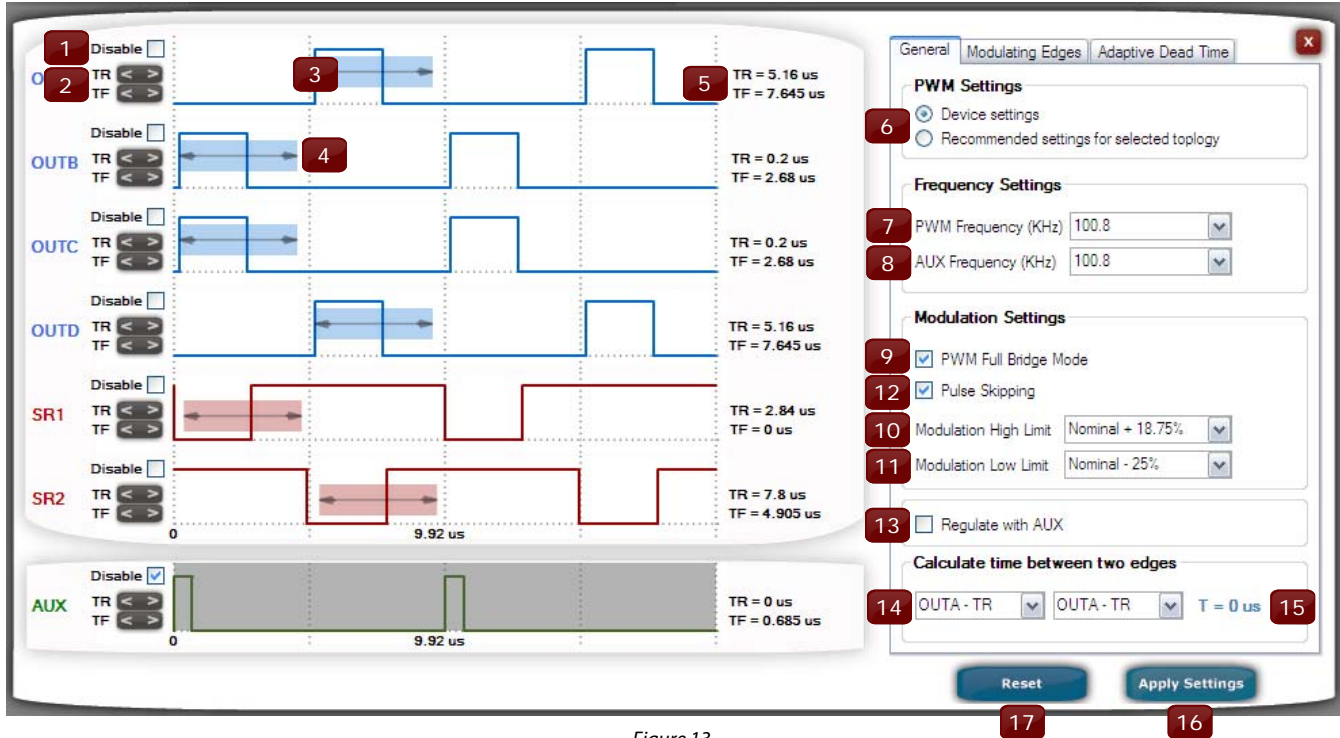 1 Disable
O
2 TR < >
TF < >
3
5 TR = 5.16 us
TF = 7.645 us
Disable
OUTB
TR < >
TF < >
4
TR = 0.2 us
TF = 2.68 us
Disable
OUTC
TR < >
TF < >
TR = 0.2 us
TF = 2.68 us
Disable
OUTD
TR < >
TF < >
TR = 5.16 us
TF = 7.645 us
Disable
SR1
TR < >
TF < >
TR = 2.84 us
TF = 0 us
Disable
SR2
TR < >
TF < >
TR = 7.8 us
TF = 4.905 us
0 9.92 us
Disable
AUX
TR < >
TF < >
TR = 0 us
TF = 0.685 us
0 9.92 us
General Modulating Edges Adaptive Dead Time X
PWM Settings
6 Device settings
Recommended settings for selected toplogy
Frequency Settings
7 PWM Frequency (KHz) 100.8
8 AUX Frequency (KHz) 100.8
Modulation Settings
9 PWM Full Bridge Mode
12 Pulse Skipping
10 Modulation High Limit Nominal + 18.75%
11 Modulation Low Limit Nominal - 25%
13 Regulate with AUX
Calculate time between two edges
14 OUTA - TR OUTA - TR T = 0 us 15
Reset Apply Settings
17 16